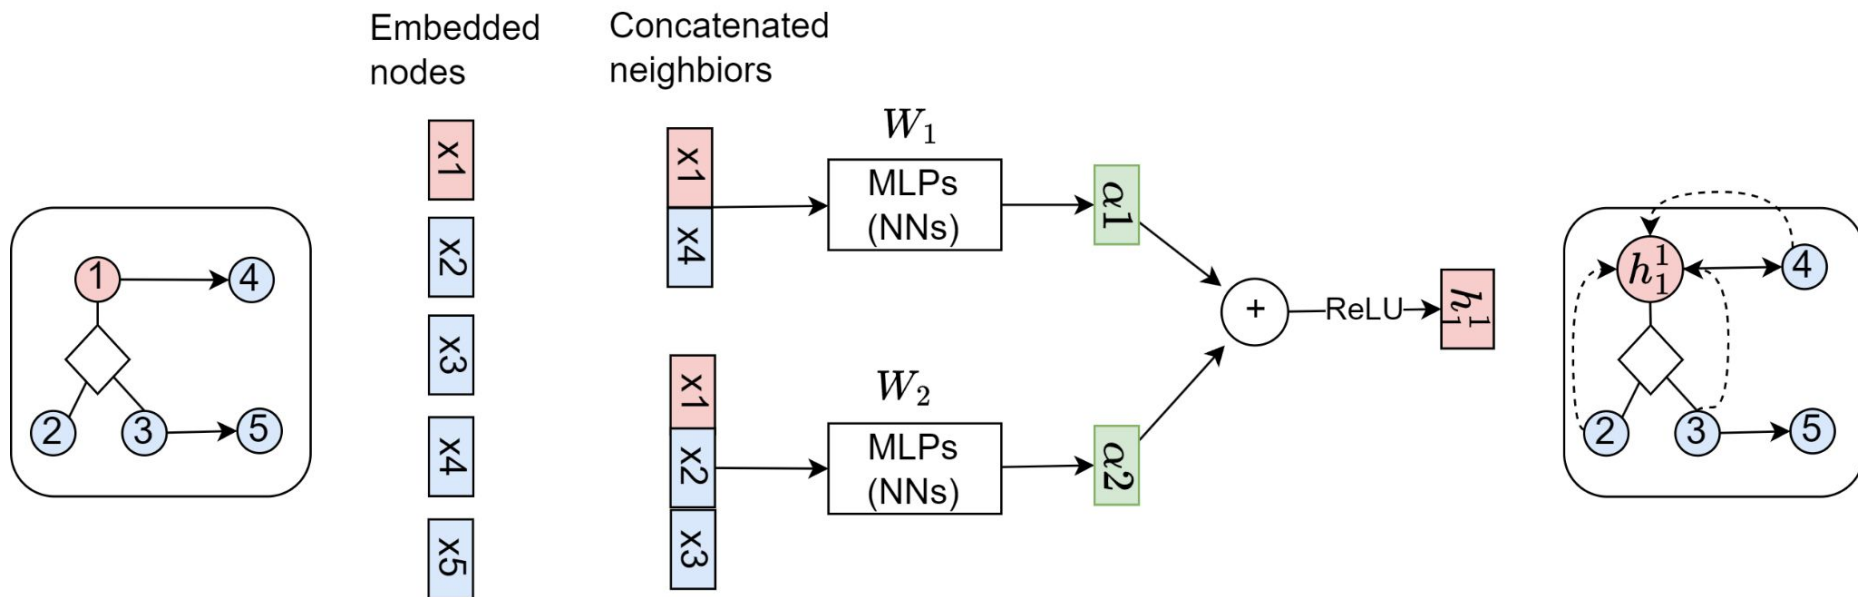 Embedded
nodes
Concatenated
neighbiors
1
4
2
3
5
x1
x2
x3
x4
x5
x1
x4
x1
x2
x3
W₁
MLPs
(NNs)
W₂
MLPs
(NNs)
α1
α2
+
ReLU
h₁¹
h₁¹
4
2
3
5